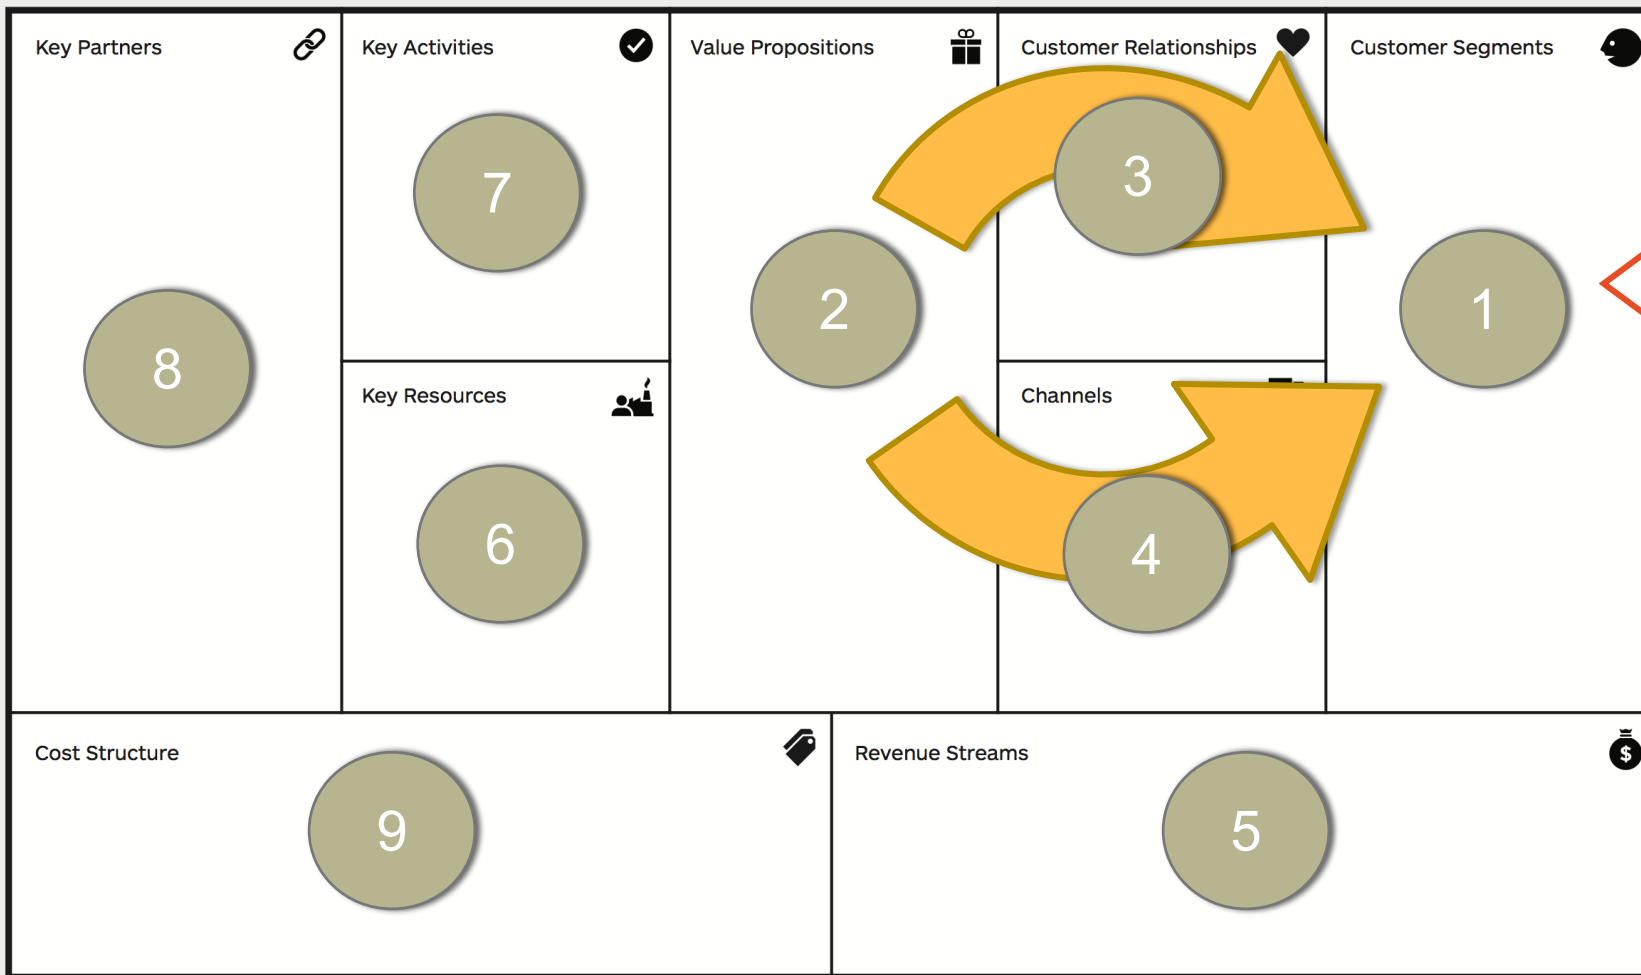 Key Partners
Key Activities
Value Propositions
Customer Relationships
Customer Segments
7
3
2
1
8
Key Resources
Channels
6
4
Cost Structure
Revenue Streams
$
9
5